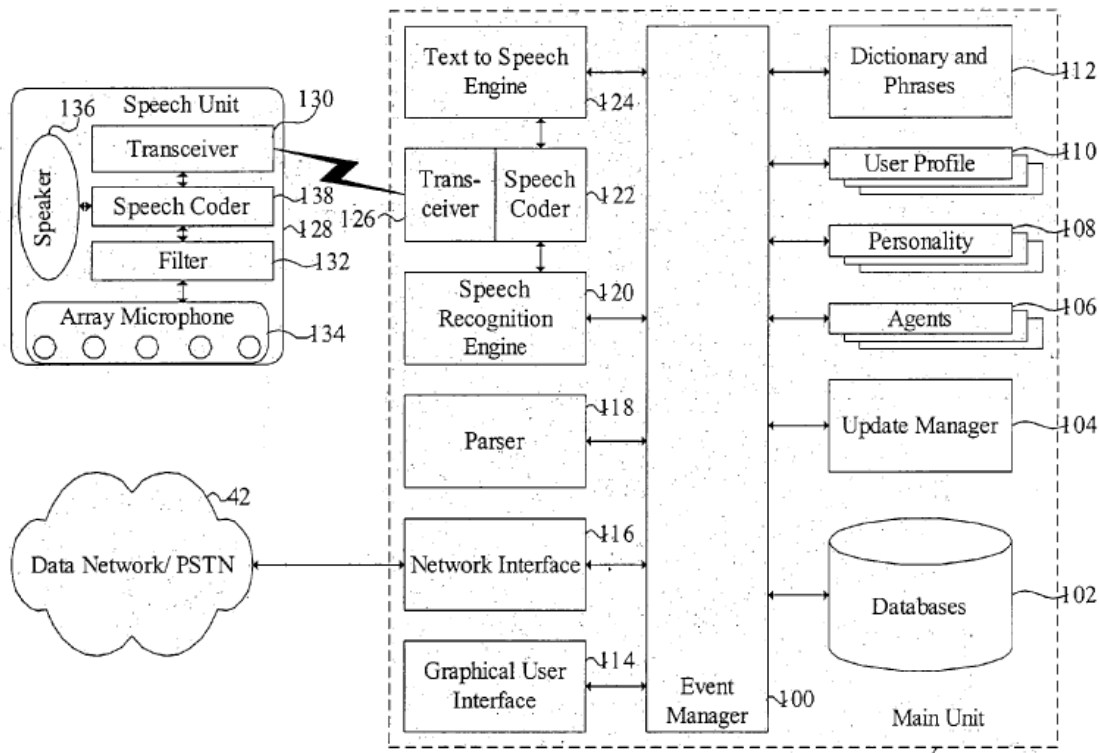 Speech Unit
136
130
Transceiver
Speaker
Speech Coder
138
128
Filter
132
Array Microphone
134
42
Data Network/ PSTN
Text to Speech
Engine
124
Trans-
ceiver
126
Speech
Coder
122
Speech
Recognition
Engine
120
Parser
118
Network Interface
116
Graphical User
Interface
114
Event
Manager
100
Dictionary and
Phrases
112
User Profile
110
Personality
108
Agents
106
Update Manager
104
Databases
102
Main Unit